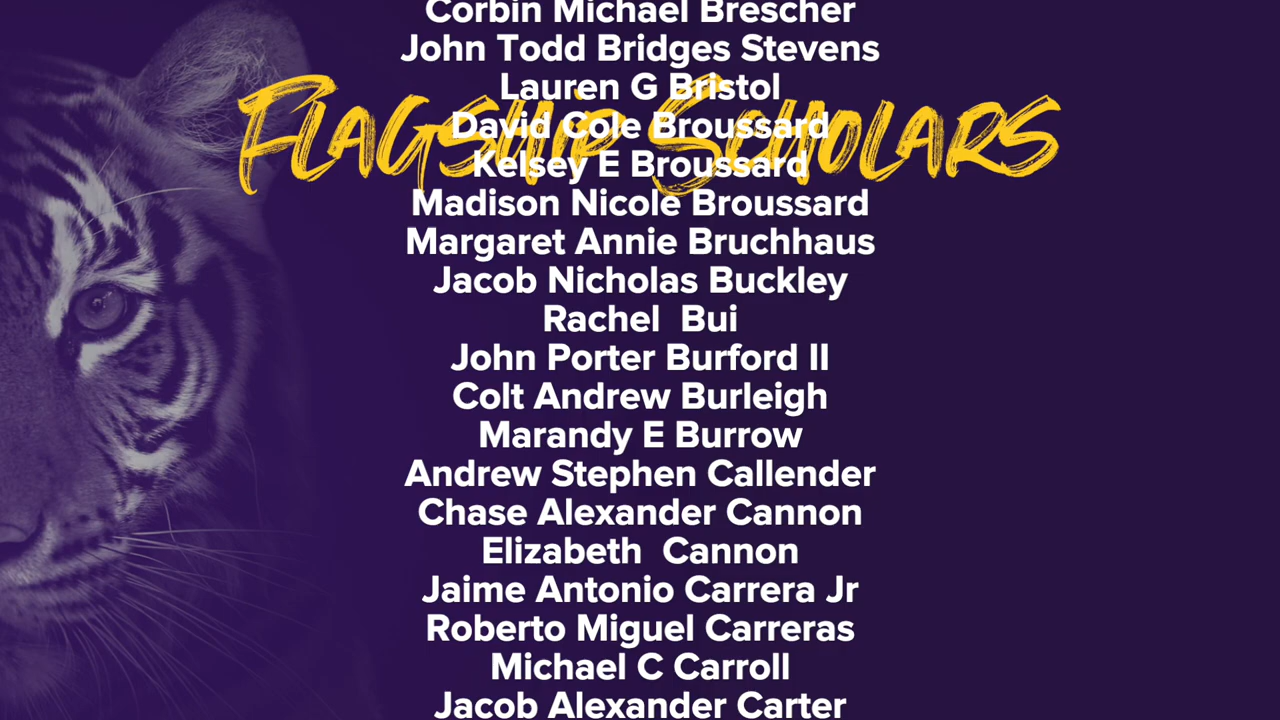 Corbin Michael Brescher
John Todd Bridges Stevens
Lauren G Bristol
Flagship Scholars
David Cole Broussard
Kelsey E Broussard
Madison Nicole Broussard
Margaret Annie Bruchhaus
Jacob Nicholas Buckley
Rachel  Bui
John Porter Burford II
Colt Andrew Burleigh
Marandy E Burrow
Andrew Stephen Callender
Chase Alexander Cannon
Elizabeth  Cannon
Jaime Antonio Carrera Jr
Roberto Miguel Carreras
Michael C Carroll
Jacob Alexander Carter